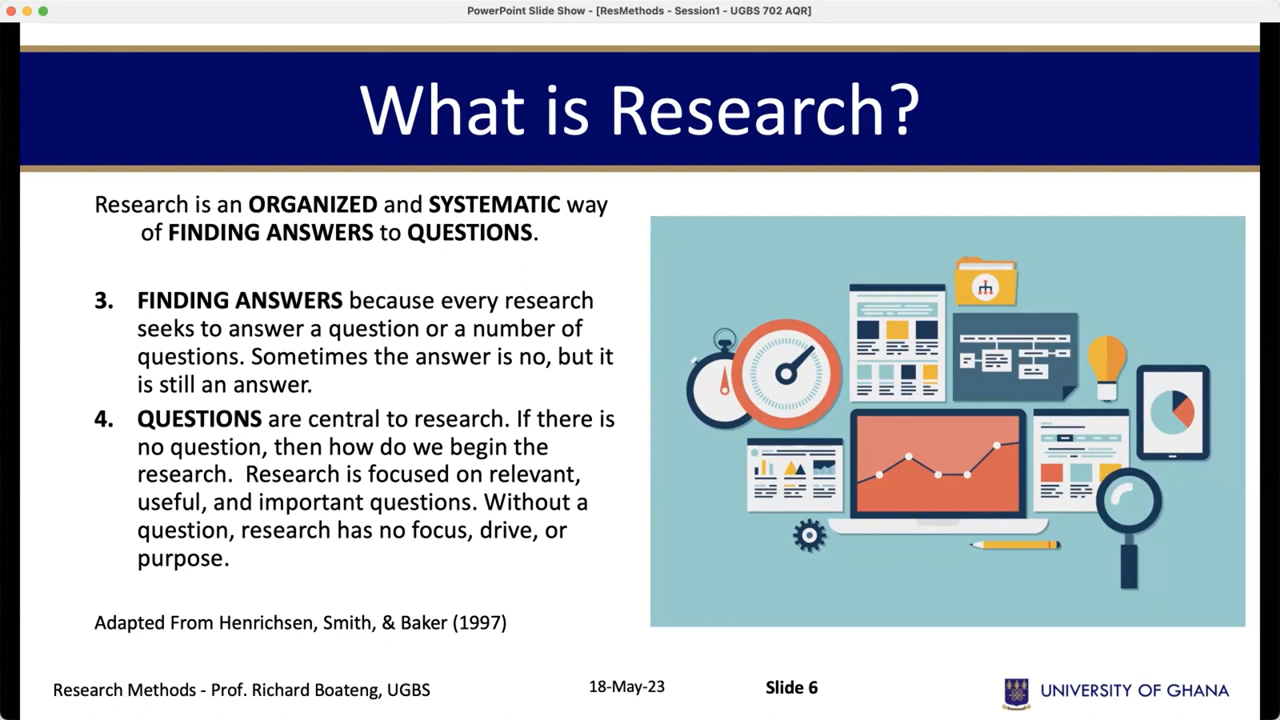 PowerPoint Slide Show - [ResMethods - Session1 - UGBS 702 AQR]
What is Research?
Research is an ORGANIZED and SYSTEMATIC way
of FINDING ANSWERS to QUESTIONS.
3. FINDING ANSWERS because every research
seeks to answer a question or a number of
questions. Sometimes the answer is no, but it
is still an answer.
4. QUESTIONS are central to research. If there is
no question, then how do we begin the
research. Research is focused on relevant,
useful, and important questions. Without a
question, research has no focus, drive, or
purpose.
Adapted From Henrichsen, Smith, & Baker (1997)
Research Methods - Prof. Richard Boateng, UGBS
18-May-23
Slide 6
UNIVERSITY OF GHANA